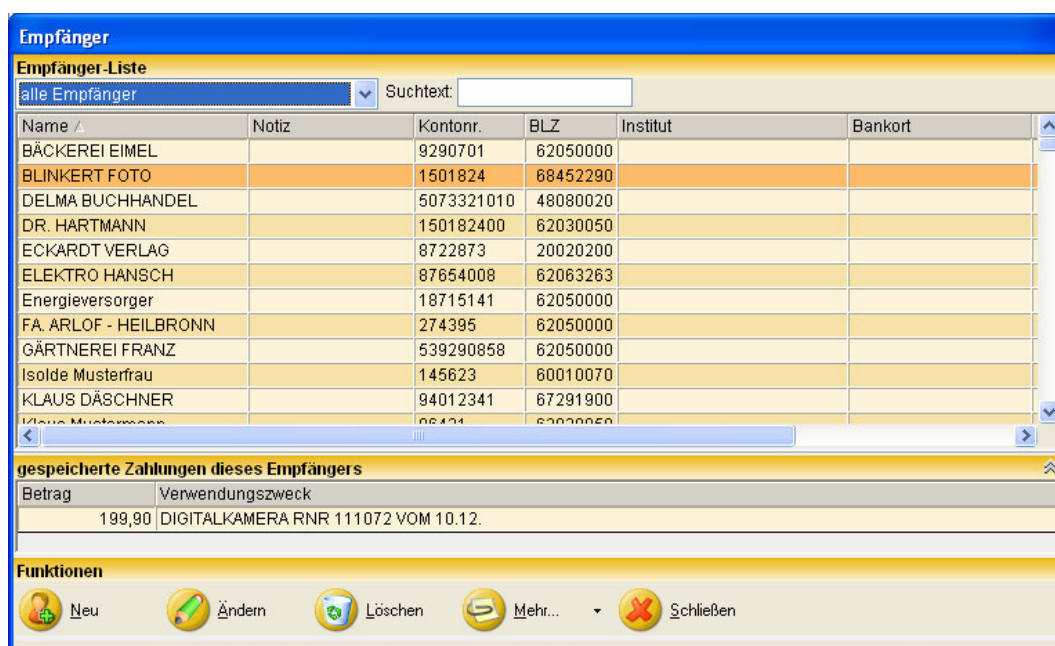 Empfänger
Empfänger-Liste
alle Empfänger Suchtext:
Name Notiz Kontonr. BLZ Institut Bankort
BÄCKEREI EIMEL 9290701 62050000
BLINKERT FOTO 1501824 68452290
DELMA BUCHHANDEL 5073321010 48080020
DR. HARTMANN 150182400 62030050
ECKARDT VERLAG 8722873 20020200
ELEKTRO HANSCH 87654008 62063263
Energieversorger 18715141 62050000
FA. ARLOF - HEILBRONN 274395 62050000
GÄRTNEREI FRANZ 539290858 62050000
Isolde Musterfrau 145623 60010070
KLAUS DÄSCHNER 94012341 67291900
Klaus Mustermann
gespeicherte Zahlungen dieses Empfängers
Betrag Verwendungszweck
199,90 DIGITALKAMERA RNR 111072 VOM 10.12.
Funktionen
Neu Ändern Löschen Mehr... Schließen